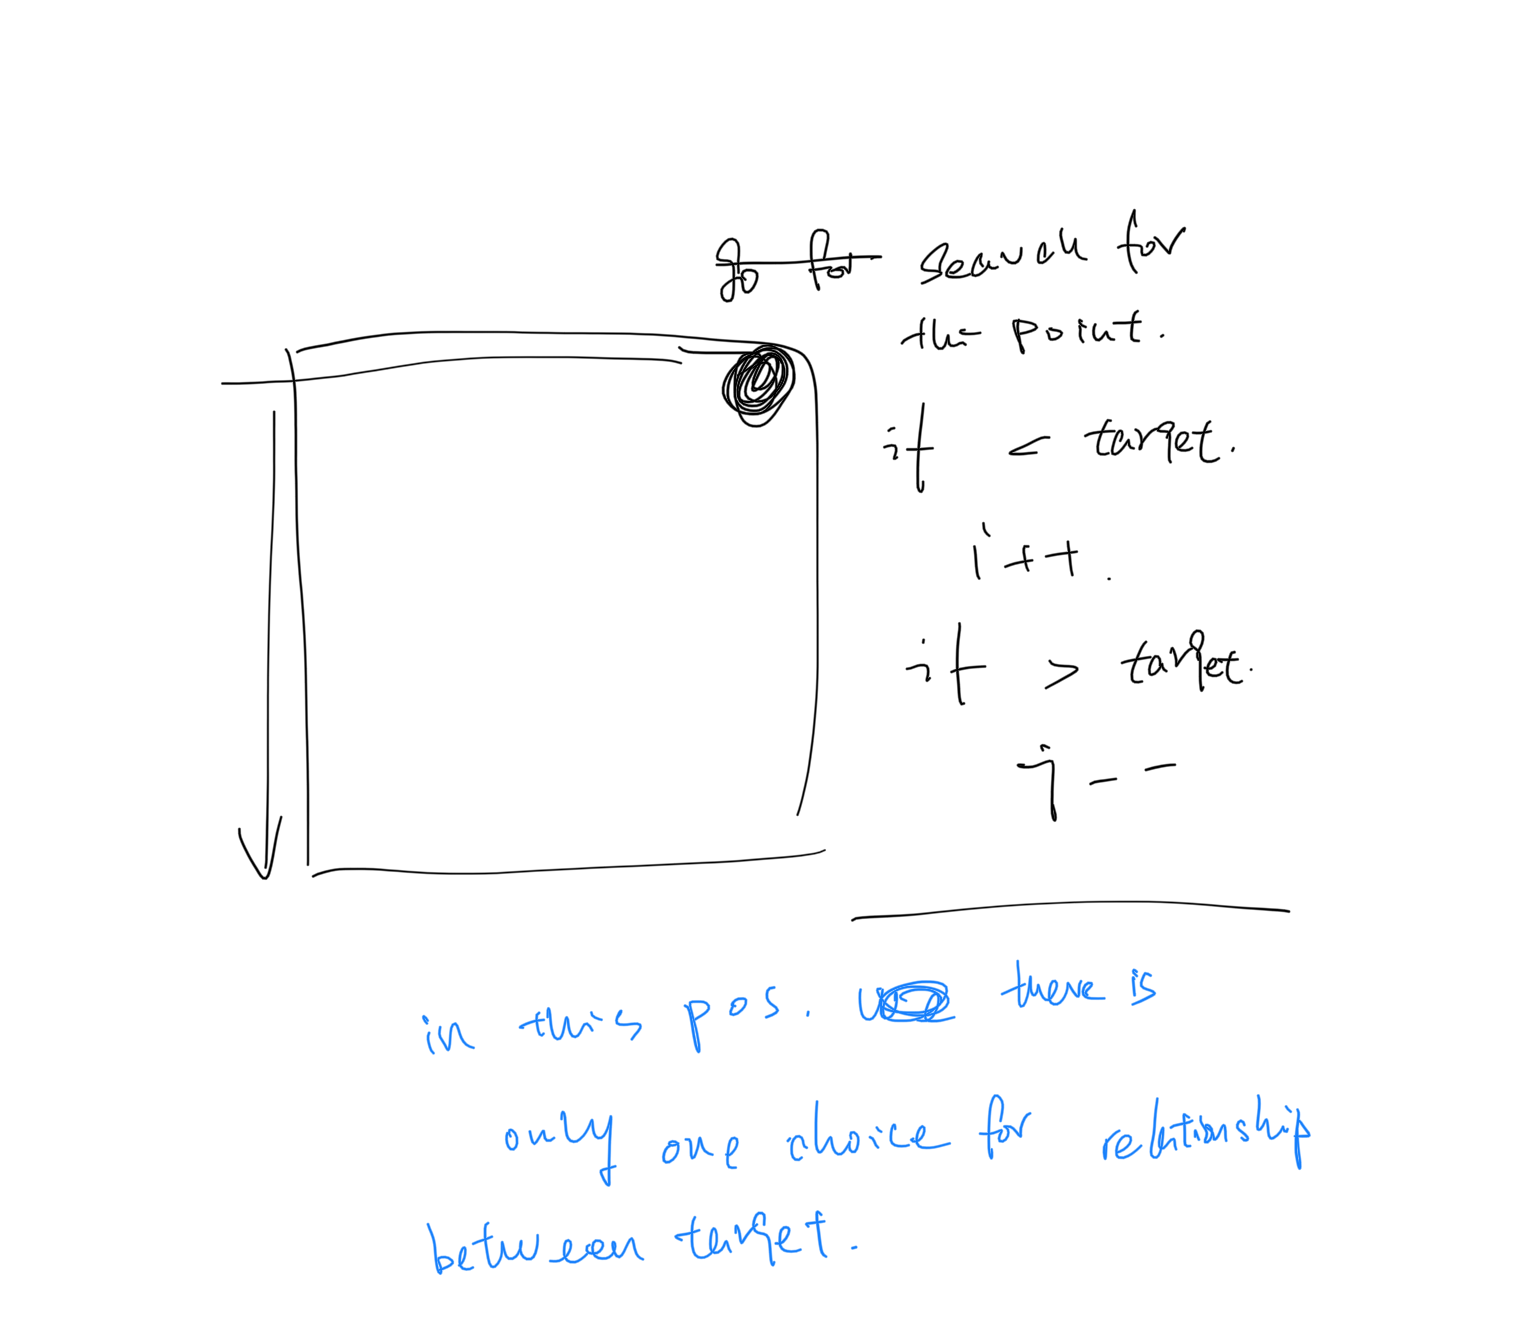 go for search for
the point.
if < target.
i++.
if > target.
j--
in this pos. there is
only one choice for relationship
between target.